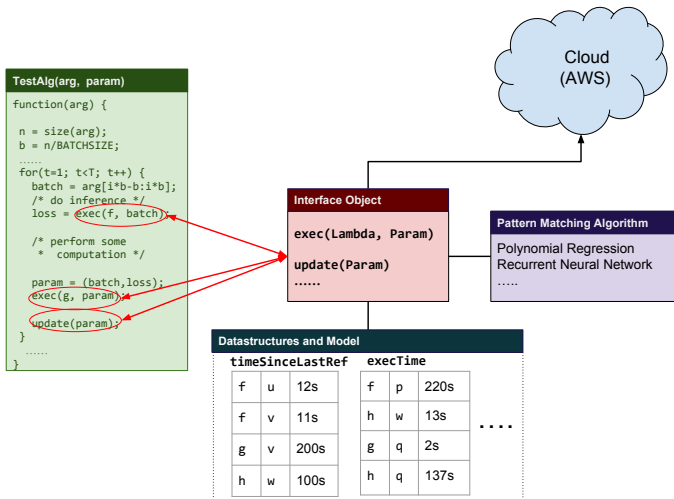 Cloud
(AWS)
TestAlg(arg, param)
function(arg) {
n = size(arg);
b = n/BATCHSIZE;
......
for(t=1; t<T; t++) {
batch = arg[i*b-b:i*b];
/* do inference */
loss = exec(f, batch);
/* perform some
* computation */
param = (batch,loss);
exec(g, param);
update(param);
}
......
}
Interface Object
exec(Lambda, Param)
update(Param)
......
Pattern Matching Algorithm
Polynomial Regression
Recurrent Neural Network
.....
Datastructures and Model
timeSinceLastRef execTime
f u 12s f p 220s
f v 11s h w 13s
g v 200s g q 2s
h w 100s h q 137s
....